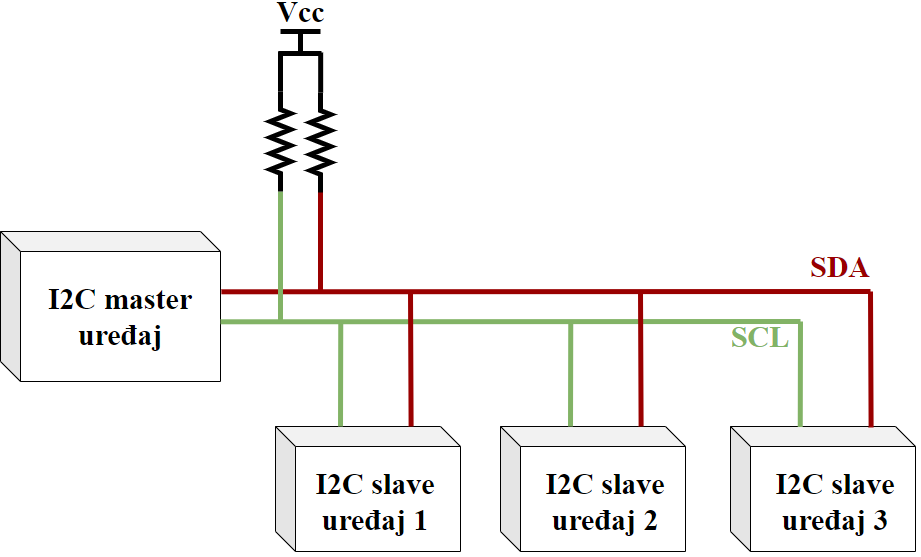 Vcc
SDA
I2C master
uređaj
SCL
I2C slave
uređaj 1
I2C slave
uređaj 2
I2C slave
uređaj 3